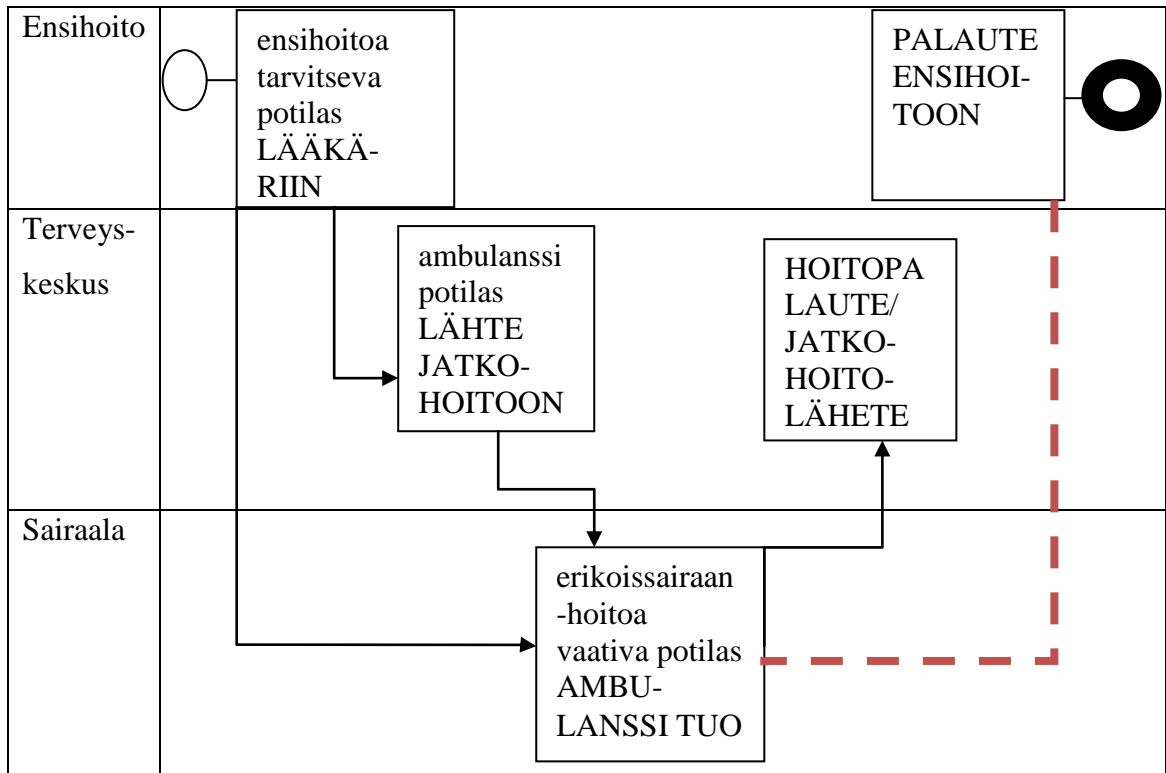 Ensihoito
ensihoitoa
tarvitseva
potilas
LÄÄKÄ-
RIIN
PALAUTE
ENSIHOI-
TOON
Terveys-
keskus
ambulanssi
potilas
LÄHTE
JATKO-
HOITOON
HOITOPA
LAUTE/
JATKO-
HOITO-
LÄHETE
Sairaala
erikoissairaan
-hoitoa
vaativa potilas
AMBU-
LANSSI TUO